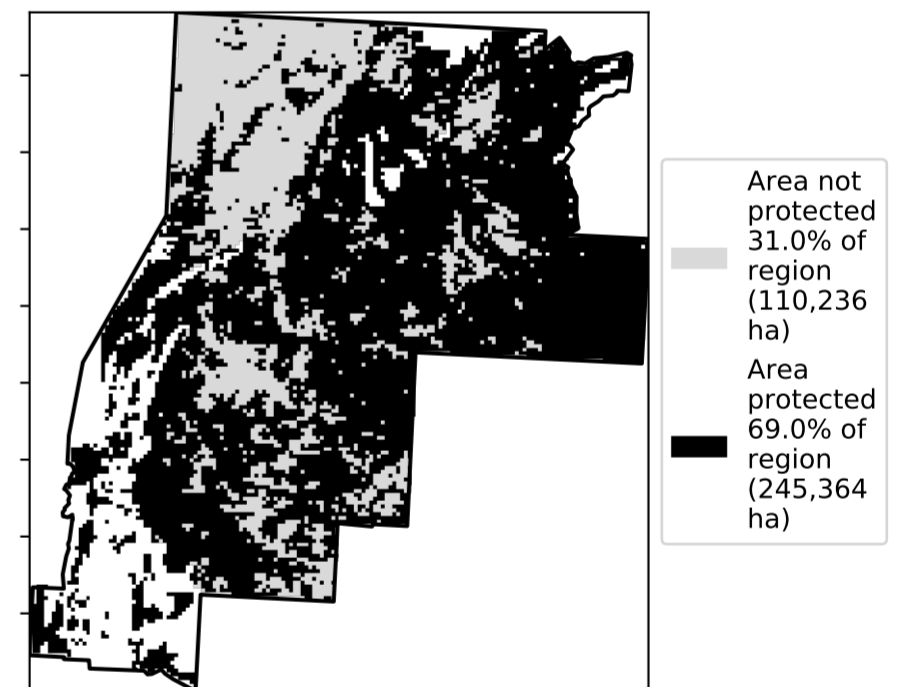 Area not
protected
31.0% of
region
(110,236
ha)
Area
protected
69.0% of
region
(245,364
ha)